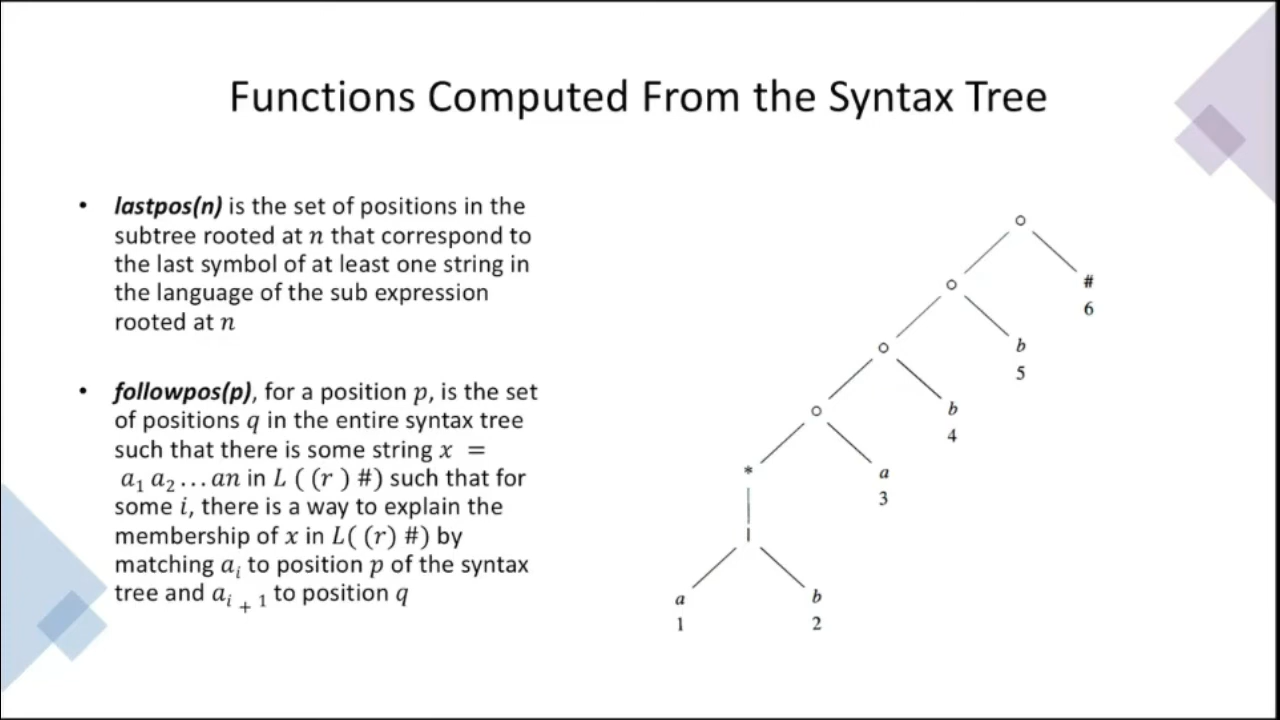 Functions Computed From the Syntax Tree
• lastpos(n) is the set of positions in the
subtree rooted at n that correspond to
the last symbol of at least one string in
the language of the sub expression
rooted at n
• followpos(p), for a position p, is the set
of positions q in the entire syntax tree
such that there is some string x =
a₁ a₂ … an in L ( (r ) #) such that for
some i, there is a way to explain the
membership of x in L( (r) #) by
matching aᵢ to position p of the syntax
tree and aᵢ ₊ ₁ to position q
○
○
#
6
○
b
5
○
b
4
*
a
3
|
a
1
b
2